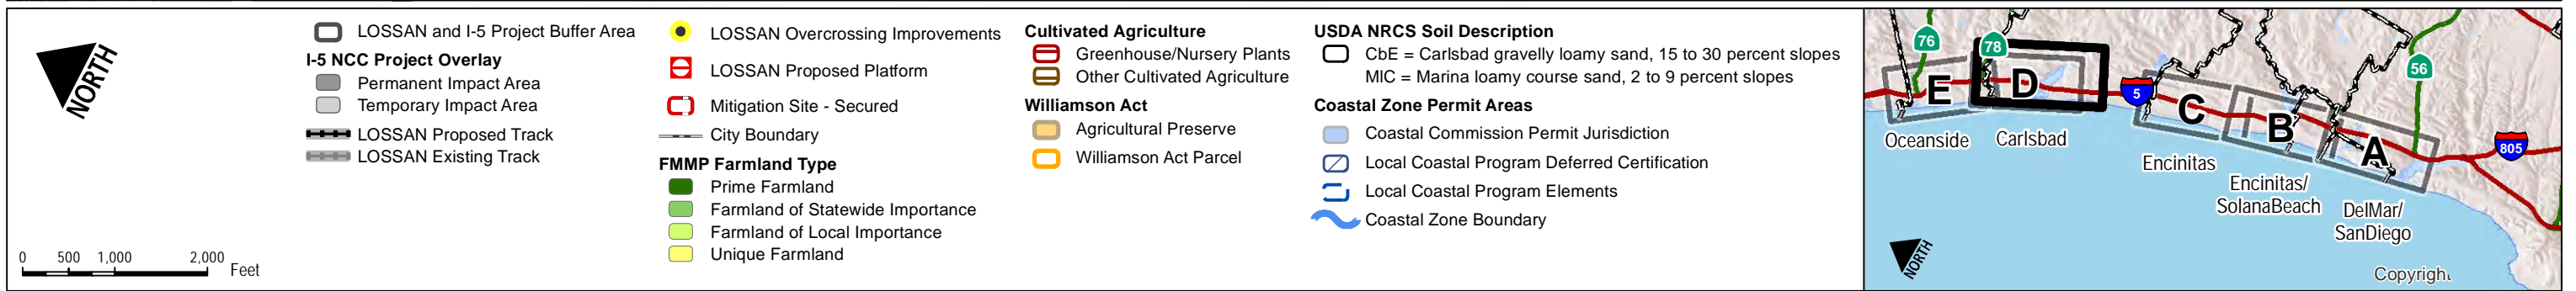 NORTH
0 500 1,000 2,000
Feet
LOSSAN and I-5 Project Buffer Area
I-5 NCC Project Overlay
Permanent Impact Area
Temporary Impact Area
LOSSAN Proposed Track
LOSSAN Existing Track
LOSSAN Overcrossing Improvements
LOSSAN Proposed Platform
Mitigation Site - Secured
City Boundary
FMMP Farmland Type
Prime Farmland
Farmland of Statewide Importance
Farmland of Local Importance
Unique Farmland
Cultivated Agriculture
Greenhouse/Nursery Plants
Other Cultivated Agriculture
Williamson Act
Agricultural Preserve
Williamson Act Parcel
USDA NRCS Soil Description
CbE = Carlsbad gravelly loamy sand, 15 to 30 percent slopes
MlC = Marina loamy course sand, 2 to 9 percent slopes
Coastal Zone Permit Areas
Coastal Commission Permit Jurisdiction
Local Coastal Program Deferred Certification
Local Coastal Program Elements
Coastal Zone Boundary
76
78
56
5
805
E
D
C
B
A
Oceanside
Carlsbad
Encinitas
Encinitas/
SolanaBeach
DelMar/
SanDiego
NORTH
Copyright